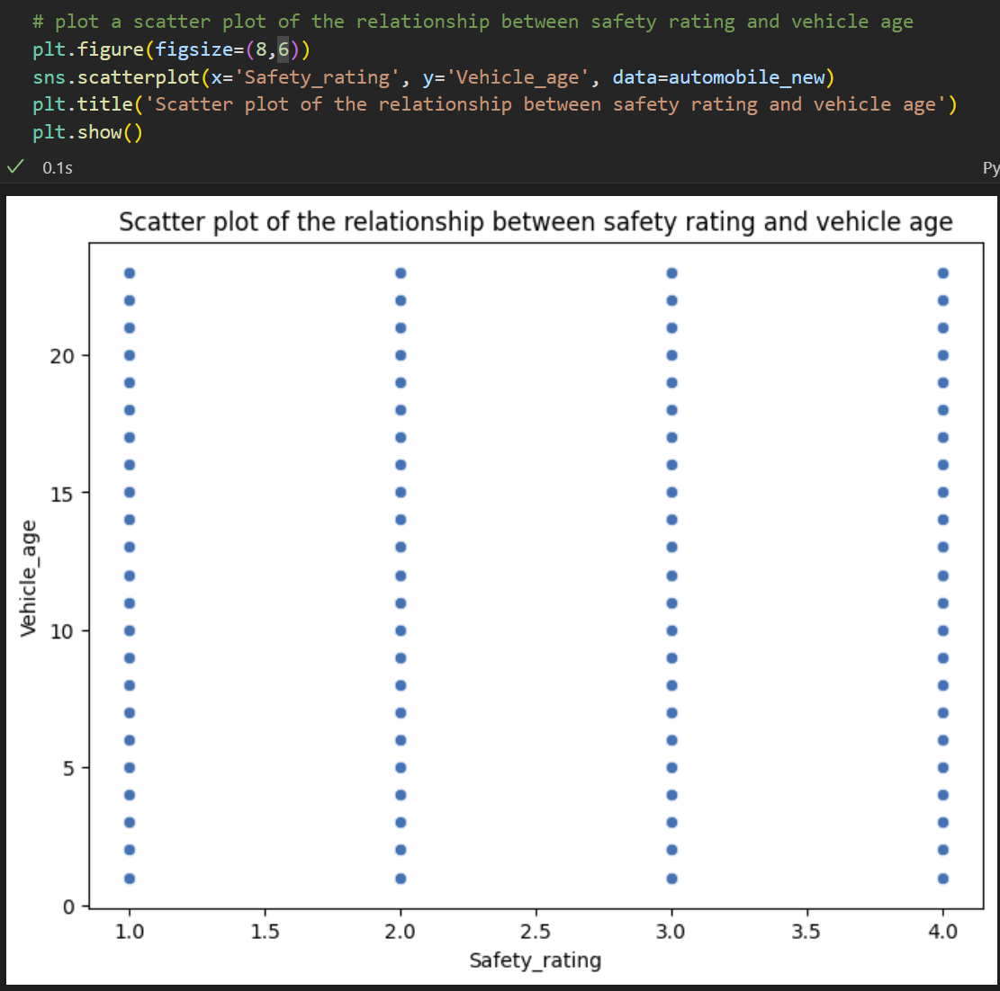 # plot a scatter plot of the relationship between safety rating and vehicle age
plt.figure(figsize=(8,6))
sns.scatterplot(x='Safety_rating', y='Vehicle_age', data=automobile_new)
plt.title('Scatter plot of the relationship between safety rating and vehicle age')
plt.show()
0.1s
Py
Scatter plot of the relationship between safety rating and vehicle age
20
15
10
5
0
Vehicle_age
1.0 1.5 2.0 2.5 3.0 3.5 4.0
Safety_rating